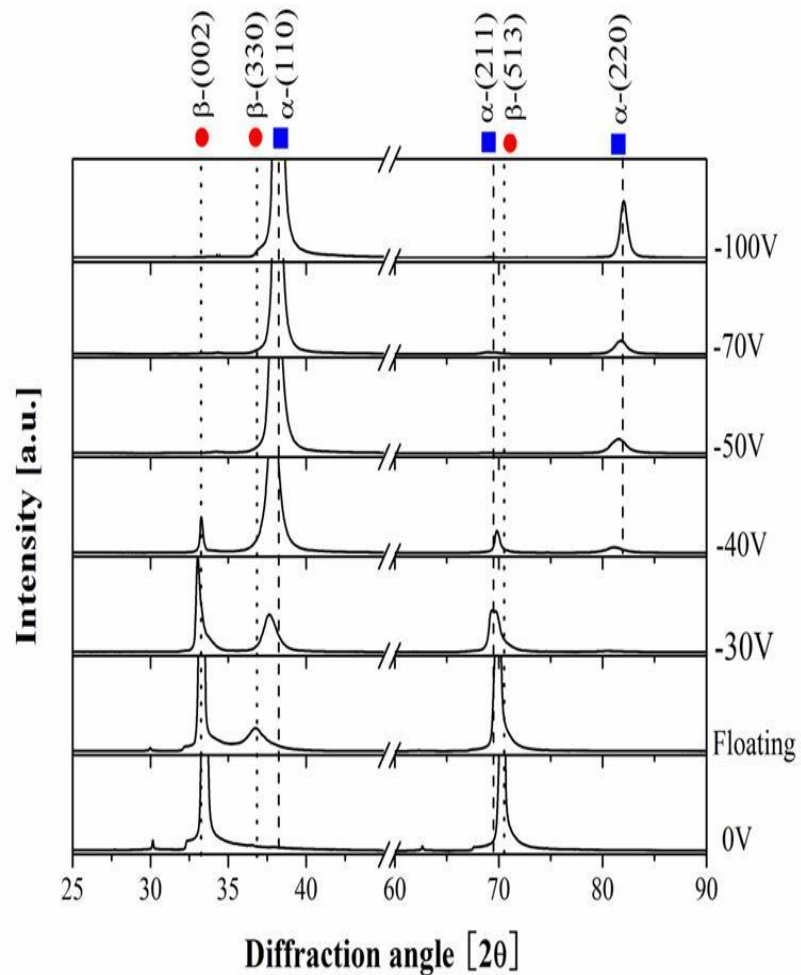 β-(002)
β-(330)
α-(110)
α-(211)
β-(513)
α-(220)
-100V
-70V
-50V
-40V
-30V
Floating
0V
Intensity [a.u.]
25 30 35 40 60 70 80 90
Diffraction angle [2θ]